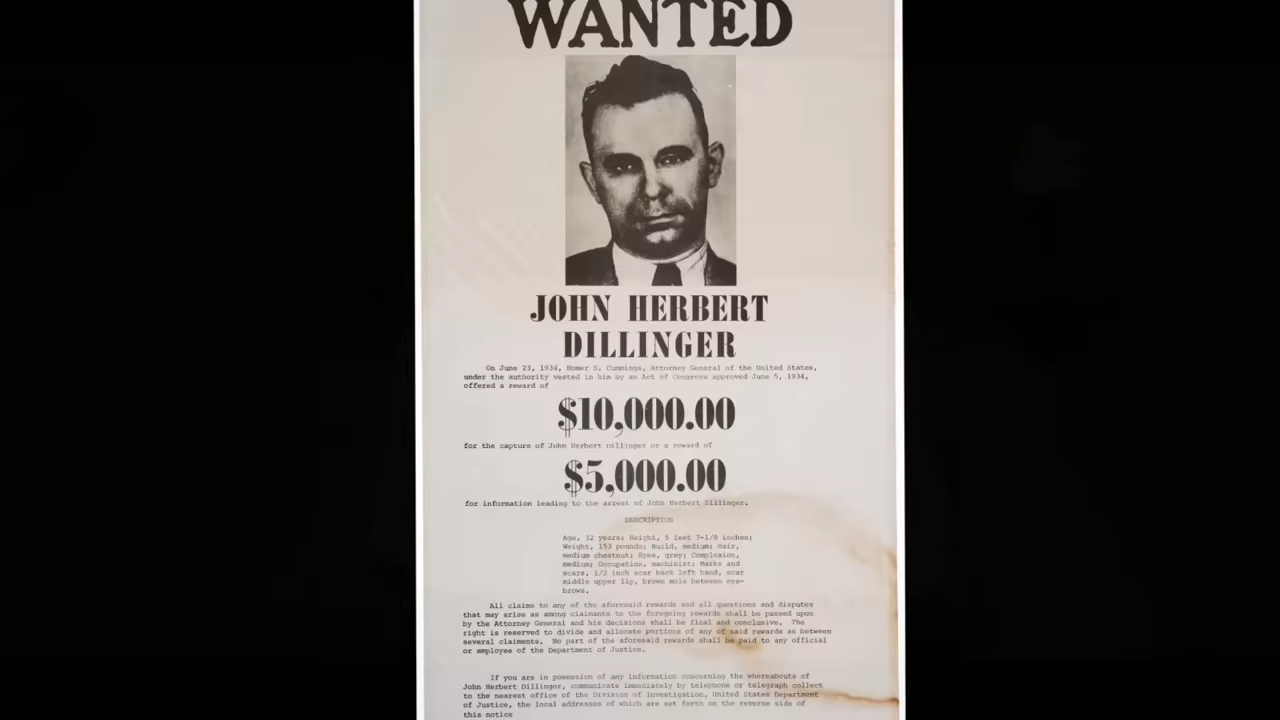 WANTED
JOHN HERBERT
DILLINGER
On June 23, 1934, Homer S. Cummings, Attorney General of the United States,
under the authority vested in him by an Act of Congress approved June 5, 1934,
offered a reward of
$10,000.00
for the capture of John Herbert Dillinger or a reward of
$5,000.00
for information leading to the arrest of John Herbert Dillinger.
DESCRIPTION
Age, 32 years; Height, 5 feet 7-1/8 inches;
Weight, 153 pounds; Build, medium; Hair,
medium chestnut; Eyes, grey; Complexion,
medium; Occupation, machinist; Marks and
scars, 1/2 inch scar back left hand, scar
middle upper lip, brown mole between eye-
brows.
All claims to any of the aforesaid rewards and all questions and disputes
that may arise as among claimants to the foregoing rewards shall be passed upon
by the Attorney General and his decisions shall be final and conclusive. The
right is reserved to divide and allocate portions of any of said rewards as between
several claiments. No part of the aforesaid rewards shall be paid to any official
or employee of the Department of Justice.
If you are in posession of any information concerning the whereabouts of
John Herbert Dillinger, communicate immediately by telephone or telegraph collect
to the nearest office of the Division of Investigation, United States Department
of Justice, the local addresses of which are set forth on the reverse side of
this notice